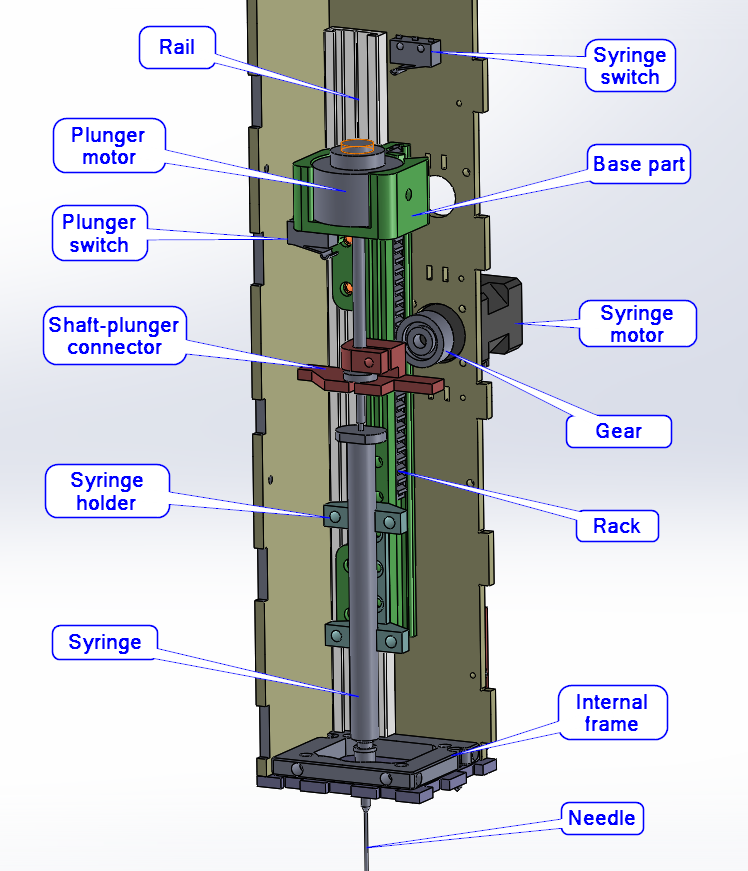 Rail
Syringe
switch
Plunger
motor
Base part
Plunger
switch
Shaft-plunger
connector
Syringe
motor
Gear
Syringe
holder
Rack
Syringe
Internal
frame
Needle